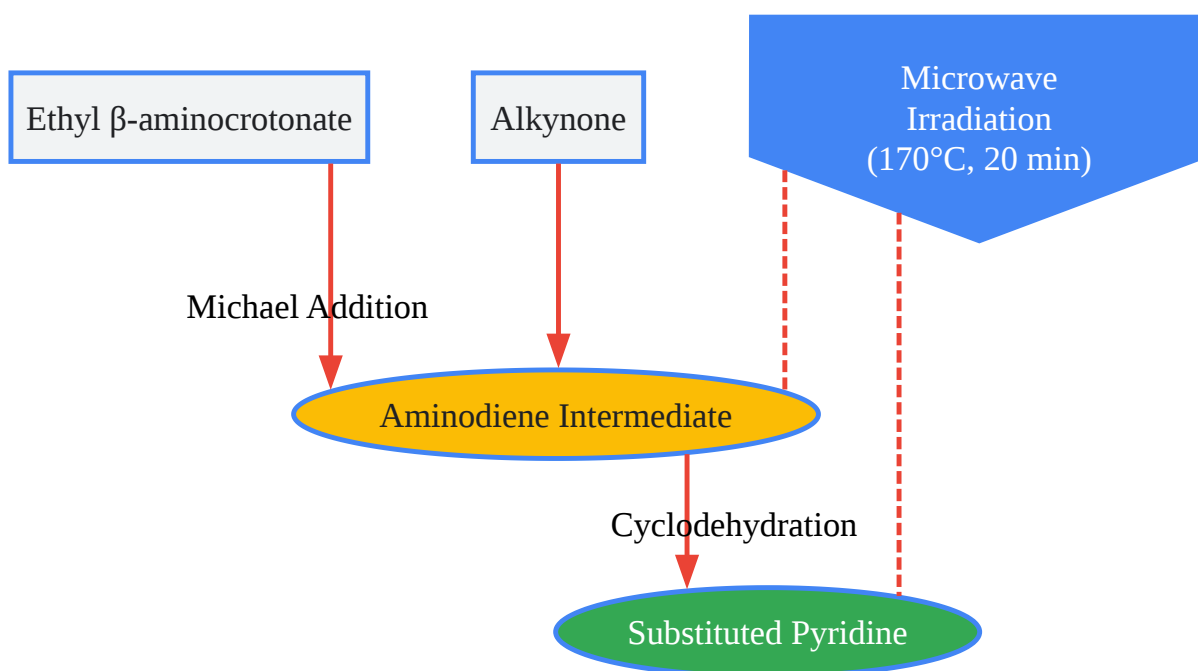 Ethyl β-aminocrotonate
Alkynone
Microwave
Irradiation
(170°C, 20 min)
Michael Addition
Aminodiene Intermediate
Cyclodehydration
Substituted Pyridine